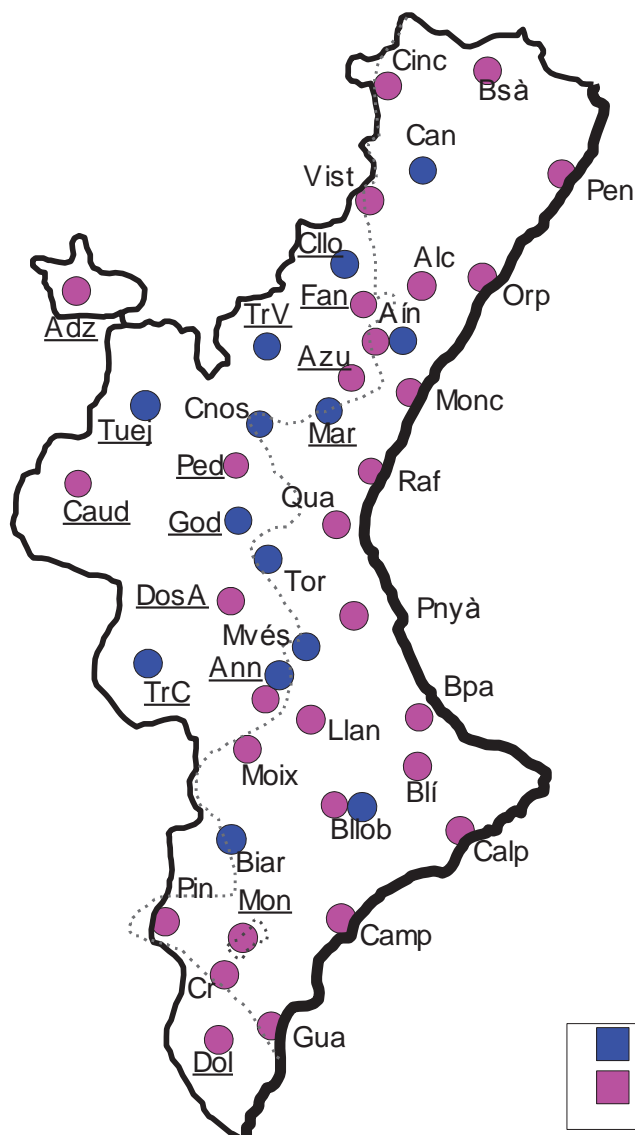 Cinc
Bsà
Can
Vist
Pen
Cllo
Alc
Fan
Orp
Adz
TrV
Aín
Azu
Monc
Cnos
Mar
Tuej
Ped
Raf
Caud
Qua
God
Tor
DosA
Pnyà
Mvés
Ann
TrC
Bpa
Llan
Moix
Blí
Bllob
Calp
Biar
Pin
Mon
Camp
Cr
Gua
Dol